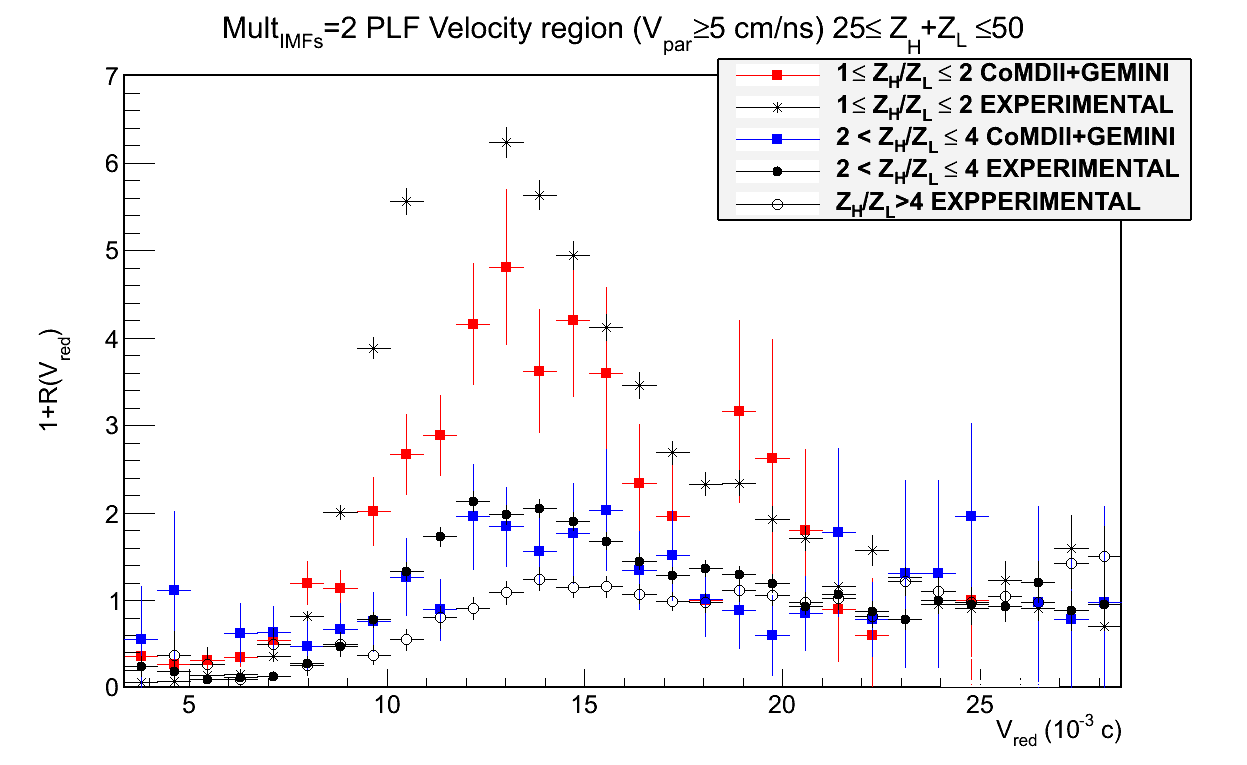 Mult_IMFs=2 PLF Velocity region (V_par≥5 cm/ns) 25≤ Z_H+Z_L ≤50
1≤ Z_H/Z_L ≤ 2 CoMDII+GEMINI
1≤ Z_H/Z_L ≤ 2 EXPERIMENTAL
2 < Z_H/Z_L ≤ 4 CoMDII+GEMINI
2 < Z_H/Z_L ≤ 4 EXPERIMENTAL
Z_H/Z_L>4 EXPPERIMENTAL
7
6
5
4
3
2
1
0
1+R(V_red)
5 10 15 20 25
V_red (10^-3 c)